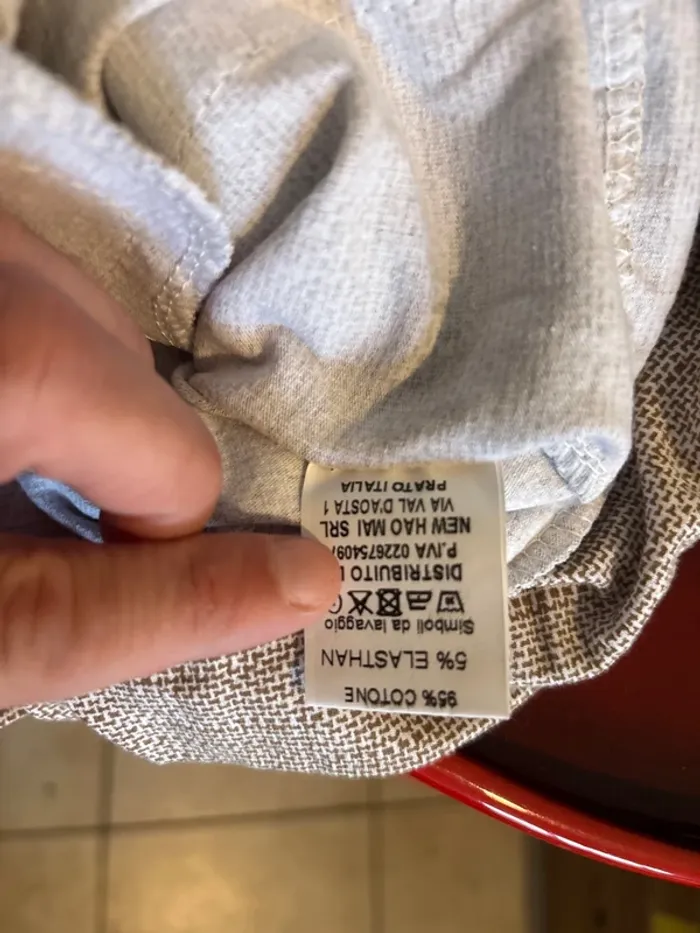 95% COTONE
5% ELASTHAN
Simboli da lavaggio
DISTRIBUITO
P.IVA 0226754097
NEW HAO MAI SRL
VIA VAL D'AOSTA 1
PRATO ITALIA